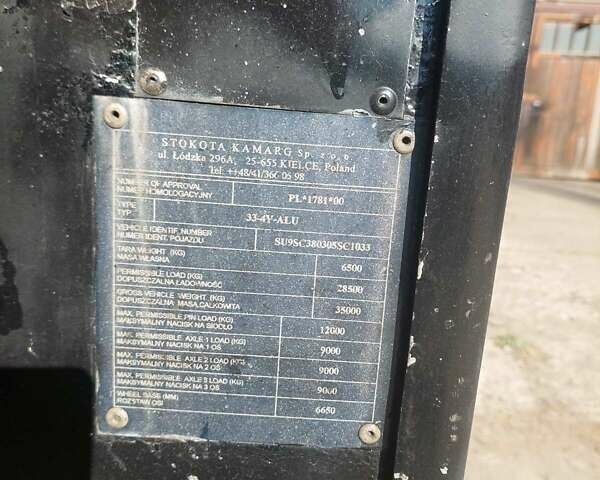 STOKOTA KAMARG Sp. z o.o
ul. Łódzka 296A, 25-655 KIELCE, Poland
Tel. ++48/41/366 05 98
NUMBER OF APPROVAL
NUMER HOMOLOGACYJNY PL*1781*00
TYPE
TYP 33-4V-ALU
VEHICLE IDENTIF. NUMBER
NUMER IDENT. POJAZDU SU9SC380305SC1033
TARA WEIGHT (KG)
MASA WŁASNA 6500
PERMISSIBLE LOAD (KG)
DOPUSZCZALNA ŁADOWNOŚĆ 28500
GROSS VEHICLE WEIGHT (KG)
DOPUSZCZALNA MASA CAŁKOWITA 35000
MAX. PERMISSIBLE PIN LOAD (KG)
MAKSYMALNY NACISK NA SIODŁO 12000
MAX. PERMISSIBLE AXLE 1 LOAD (KG)
MAKSYMALNY NACISK NA 1 OŚ 9000
MAX. PERMISSIBLE AXLE 2 LOAD (KG)
MAKSYMALNY NACISK NA 2 OŚ 9000
MAX. PERMISSIBLE AXLE 3 LOAD (KG)
MAKSYMALNY NACISK NA 3 OŚ 9000
WHEEL BASE (MM)
ROZSTAW OSI 6650